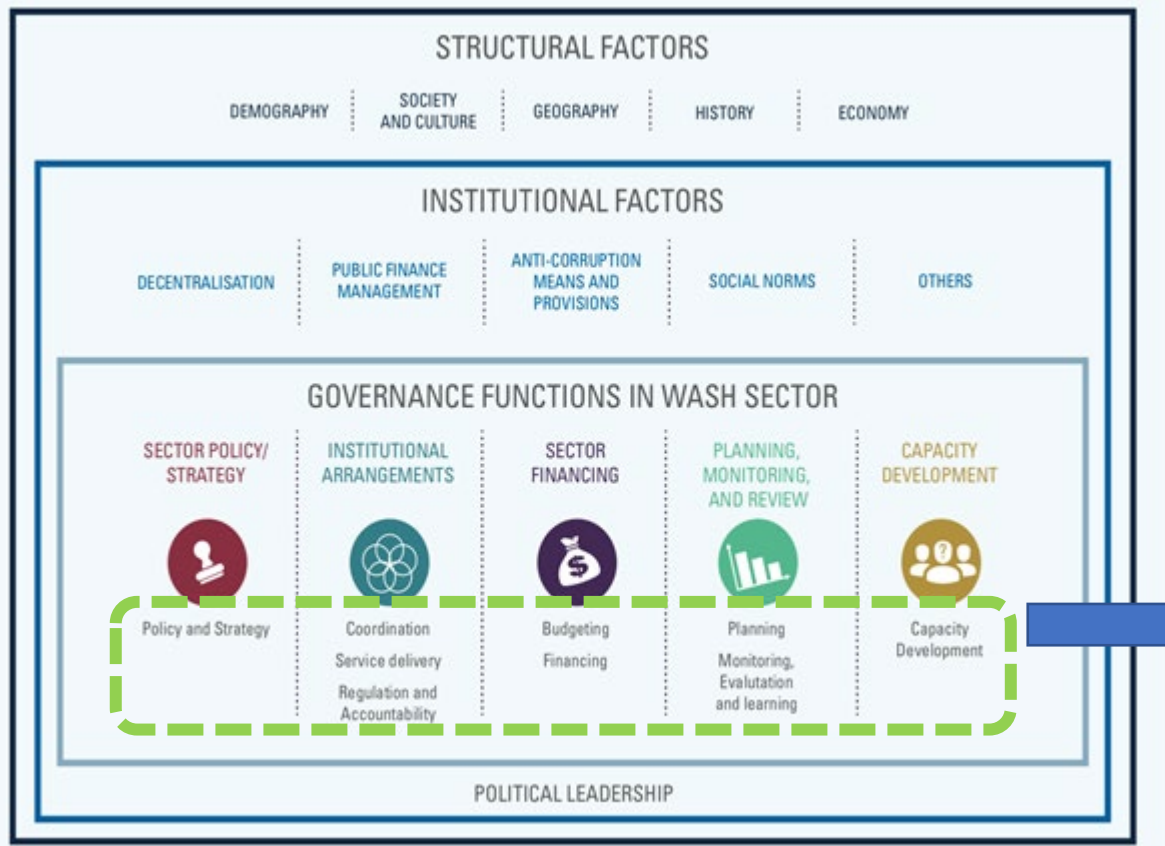 STRUCTURAL FACTORS
DEMOGRAPHY
SOCIETY
AND CULTURE
GEOGRAPHY
HISTORY
ECONOMY
INSTITUTIONAL FACTORS
DECENTRALISATION
PUBLIC FINANCE
MANAGEMENT
ANTI-CORRUPTION
MEANS AND
PROVISIONS
SOCIAL NORMS
OTHERS
GOVERNANCE FUNCTIONS IN WASH SECTOR
SECTOR POLICY/
STRATEGY
INSTITUTIONAL
ARRANGEMENTS
SECTOR
FINANCING
PLANNING,
MONITORING,
AND REVIEW
CAPACITY
DEVELOPMENT
$
?
Policy and Strategy
Coordination
Service delivery
Regulation and
Accountability
Budgeting
Financing
Planning
Monitoring,
Evalutation
and learning
Capacity
Development
POLITICAL LEADERSHIP